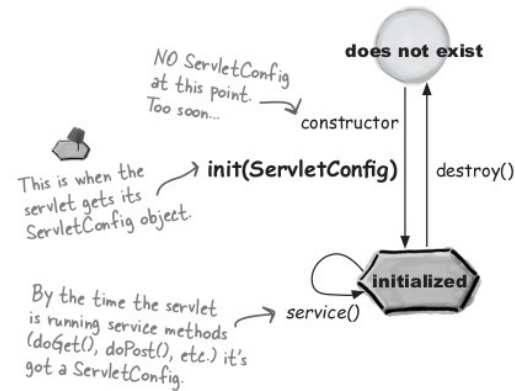 does not exist
NO ServletConfig
at this point.
Too soon...
constructor
init(ServletConfig)
destroy()
This is when the
servlet gets its
ServletConfig object.
initialized
By the time the servlet
is running service methods
(doGet(), doPost(), etc.) it's
got a ServletConfig.
service()